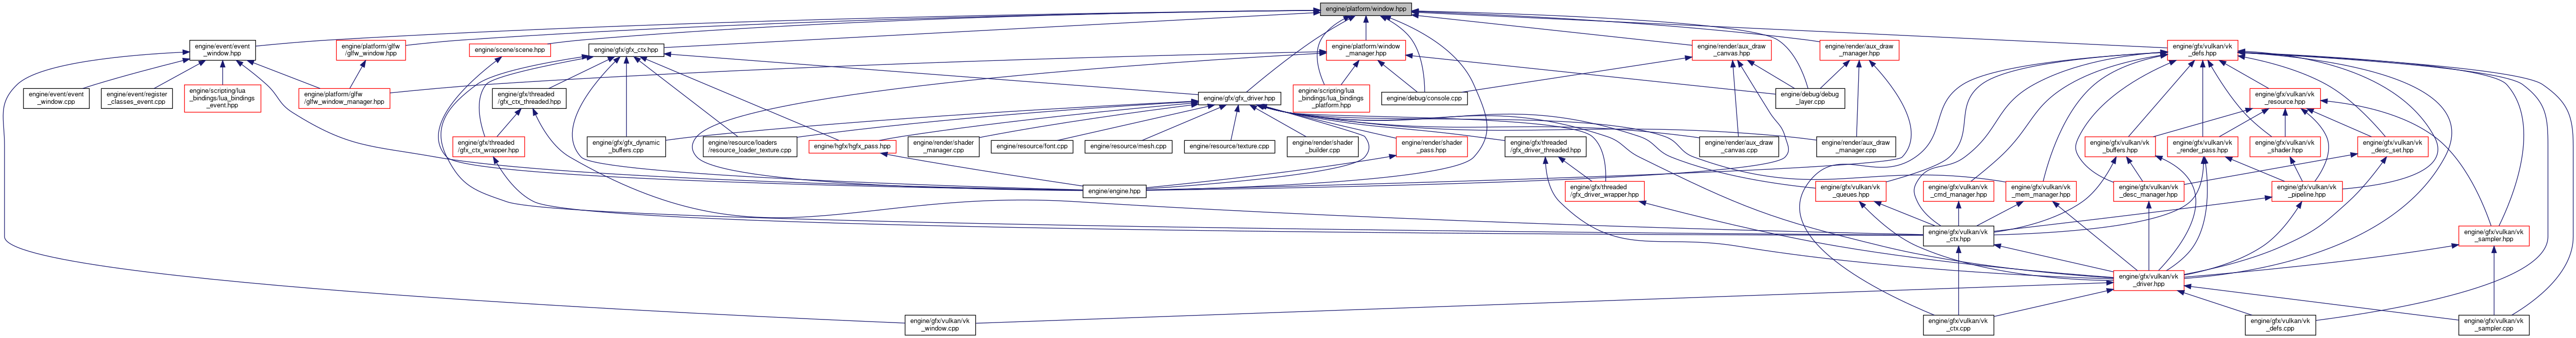 engine/platform/window.hpp
engine/event/event
_window.hpp
engine/platform/glfw
/glfw_window.hpp
engine/scene/scene.hpp
engine/gfx/gfx_ctx.hpp
engine/platform/window
_manager.hpp
engine/render/aux_draw
_canvas.hpp
engine/render/aux_draw
_manager.hpp
engine/gfx/vulkan/vk
_defs.hpp
engine/event/event
_window.cpp
engine/event/register
_classes_event.cpp
engine/scripting/lua
_bindings/lua_bindings
_event.hpp
engine/platform/glfw
/glfw_window_manager.hpp
engine/gfx/threaded
/gfx_ctx_threaded.hpp
engine/gfx/gfx_driver.hpp
engine/scripting/lua
_bindings/lua_bindings
_platform.hpp
engine/debug/console.cpp
engine/debug/debug
_layer.cpp
engine/gfx/vulkan/vk
_resource.hpp
engine/gfx/threaded
/gfx_ctx_wrapper.hpp
engine/gfx/gfx_dynamic
_buffers.cpp
engine/resource/loaders
/resource_loader_texture.cpp
engine/hgfx/hgfx_pass.hpp
engine/render/shader
_manager.cpp
engine/resource/font.cpp
engine/resource/mesh.cpp
engine/resource/texture.cpp
engine/render/shader
_builder.cpp
engine/render/shader
_pass.hpp
engine/gfx/threaded
/gfx_driver_threaded.hpp
engine/render/aux_draw
_canvas.cpp
engine/render/aux_draw
_manager.cpp
engine/gfx/vulkan/vk
_buffers.hpp
engine/gfx/vulkan/vk
_render_pass.hpp
engine/gfx/vulkan/vk
_shader.hpp
engine/gfx/vulkan/vk
_desc_set.hpp
engine/engine.hpp
engine/gfx/threaded
/gfx_driver_wrapper.hpp
engine/gfx/vulkan/vk
_queues.hpp
engine/gfx/vulkan/vk
_cmd_manager.hpp
engine/gfx/vulkan/vk
_mem_manager.hpp
engine/gfx/vulkan/vk
_desc_manager.hpp
engine/gfx/vulkan/vk
_pipeline.hpp
engine/gfx/vulkan/vk
_ctx.hpp
engine/gfx/vulkan/vk
_sampler.hpp
engine/gfx/vulkan/vk
_driver.hpp
engine/gfx/vulkan/vk
_window.cpp
engine/gfx/vulkan/vk
_ctx.cpp
engine/gfx/vulkan/vk
_defs.cpp
engine/gfx/vulkan/vk
_sampler.cpp